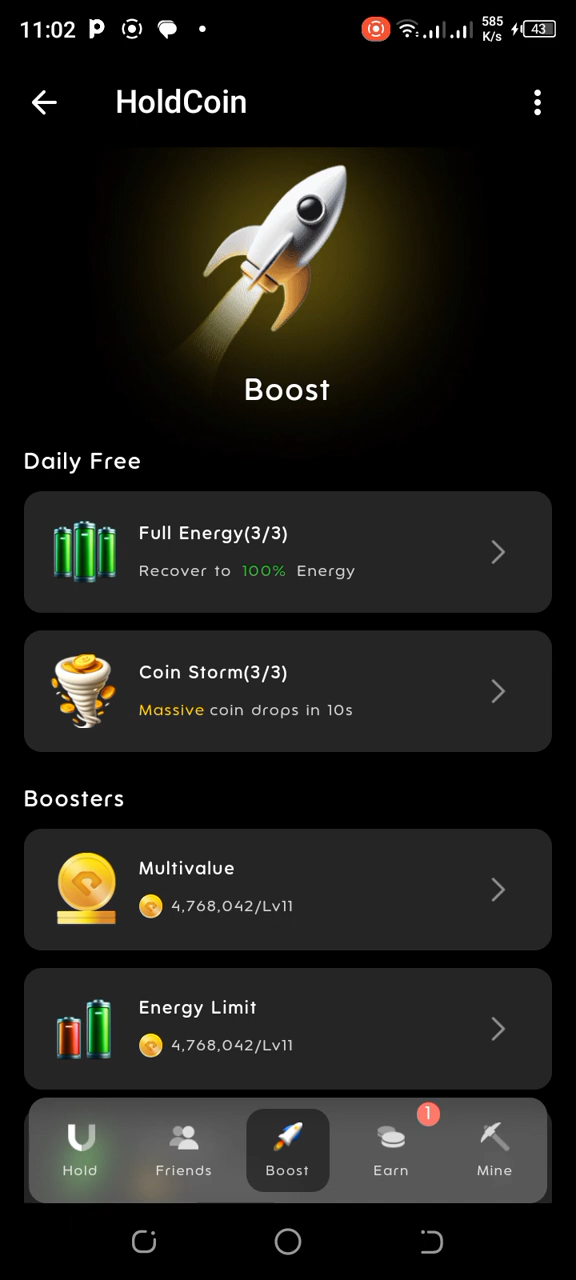 11:02
585
K/s
43
HoldCoin
Boost
Daily Free
Full Energy(3/3)
Recover to 100% Energy
Coin Storm(3/3)
Massive coin drops in 10s
Boosters
Multivalue
4,768,042/Lv11
Energy Limit
4,768,042/Lv11
1
Hold
Friends
Boost
Earn
Mine